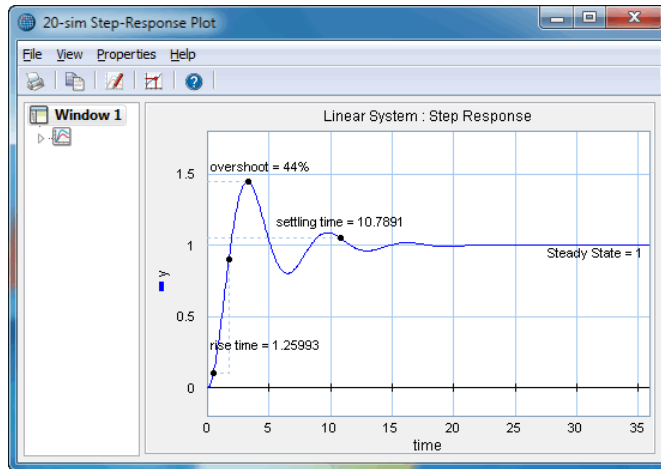 20-sim Step-Response Plot
File View Properties Help
Window 1
Linear System : Step Response
overshoot = 44%
settling time = 10.7891
Steady State = 1
rise time = 1.25993
y
1.5
1
0.5
0
0 5 10 15 20 25 30 35
time